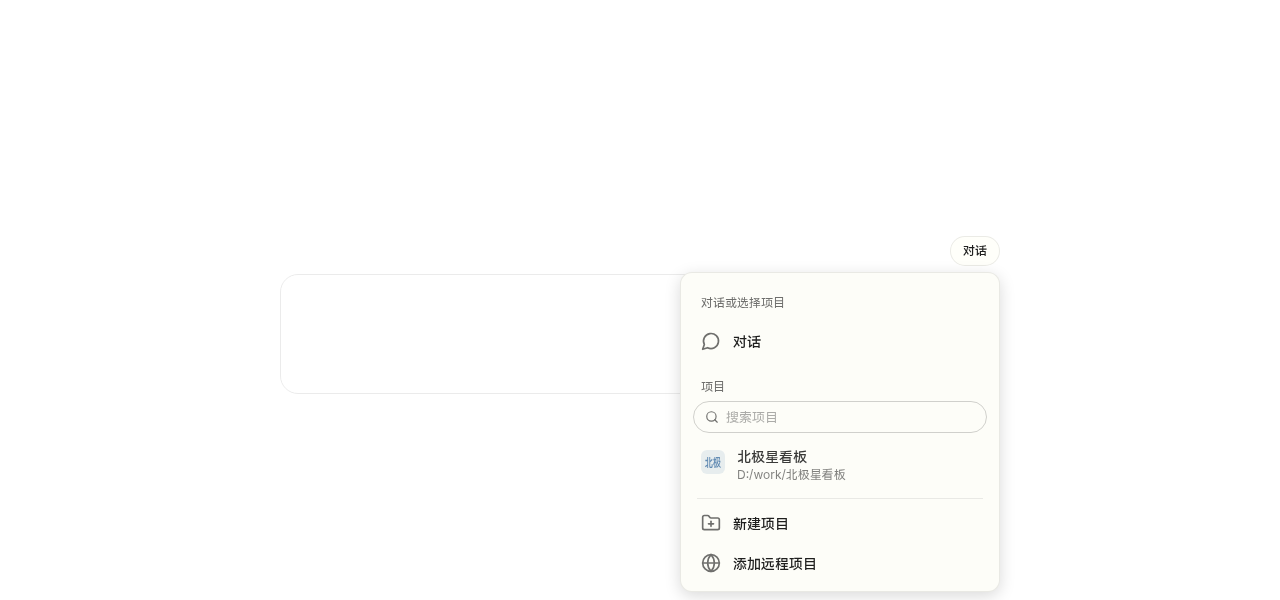 对话
对话或选择项目
对话
项目
搜索项目
北极
北极星看板
D:/work/北极星看板
新建项目
添加远程项目